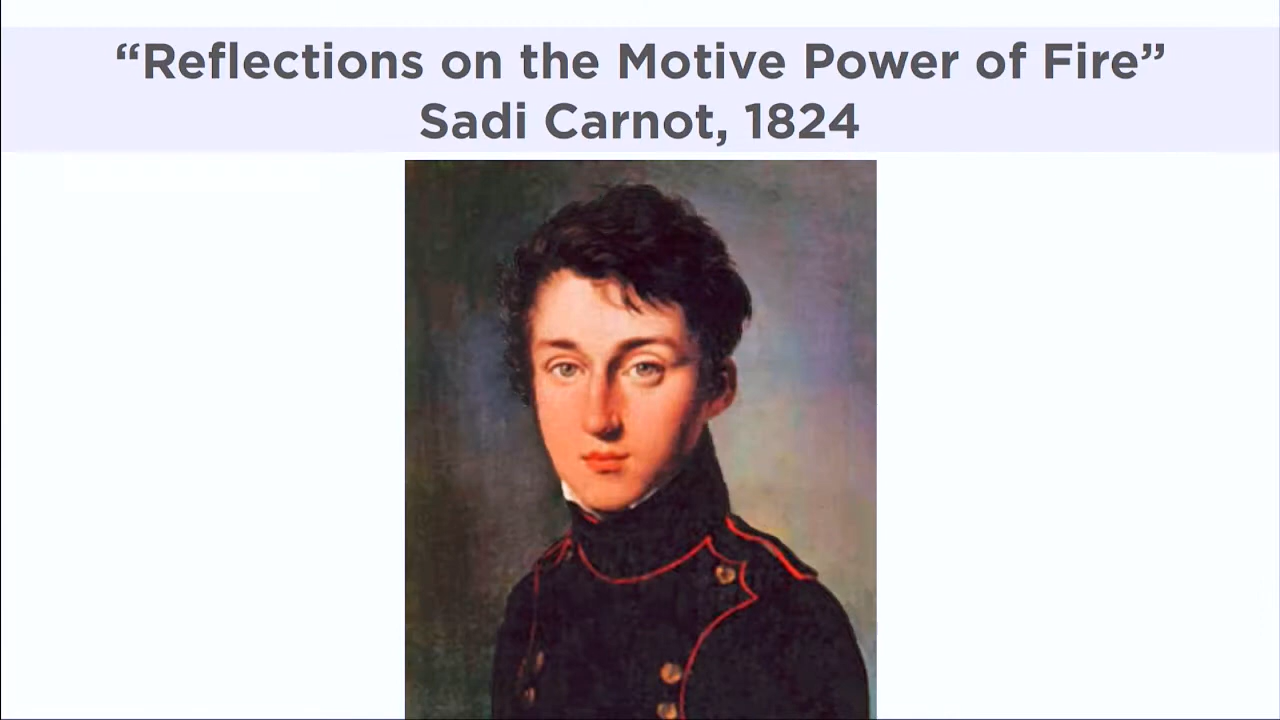 “Reflections on the Motive Power of Fire”
Sadi Carnot, 1824